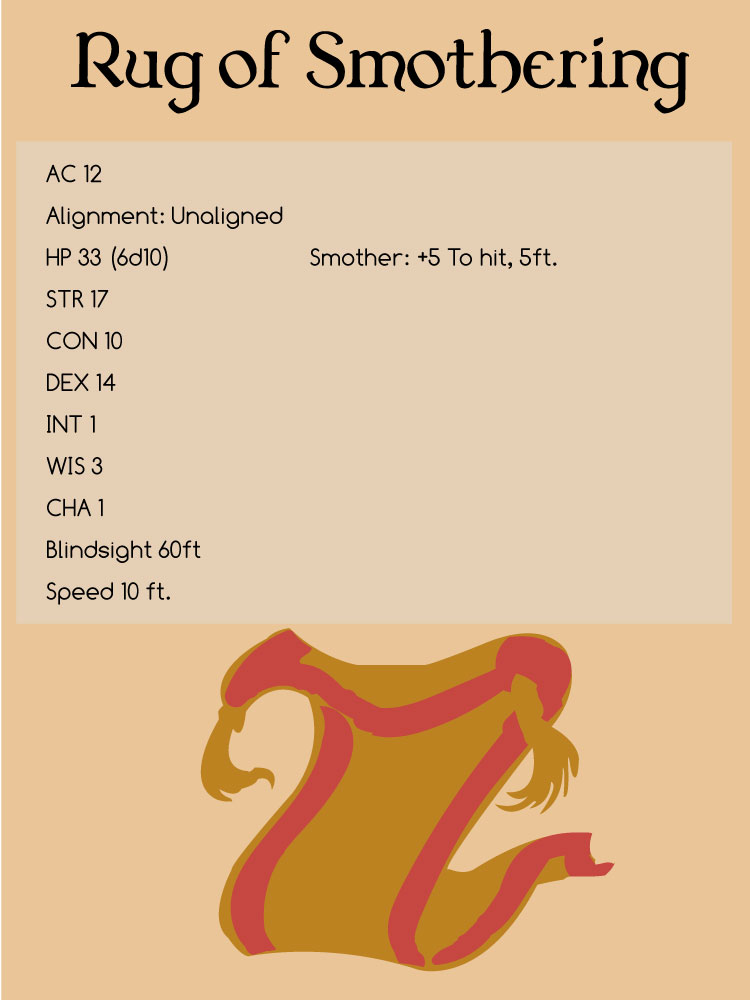 Rug of Smothering
AC 12
Alignment: Unaligned
HP 33 (6d10)
Smother: +5 To hit, 5ft.
STR 17
CON 10
DEX 14
INT 1
WIS 3
CHA 1
Blindsight 60ft
Speed 10 ft.